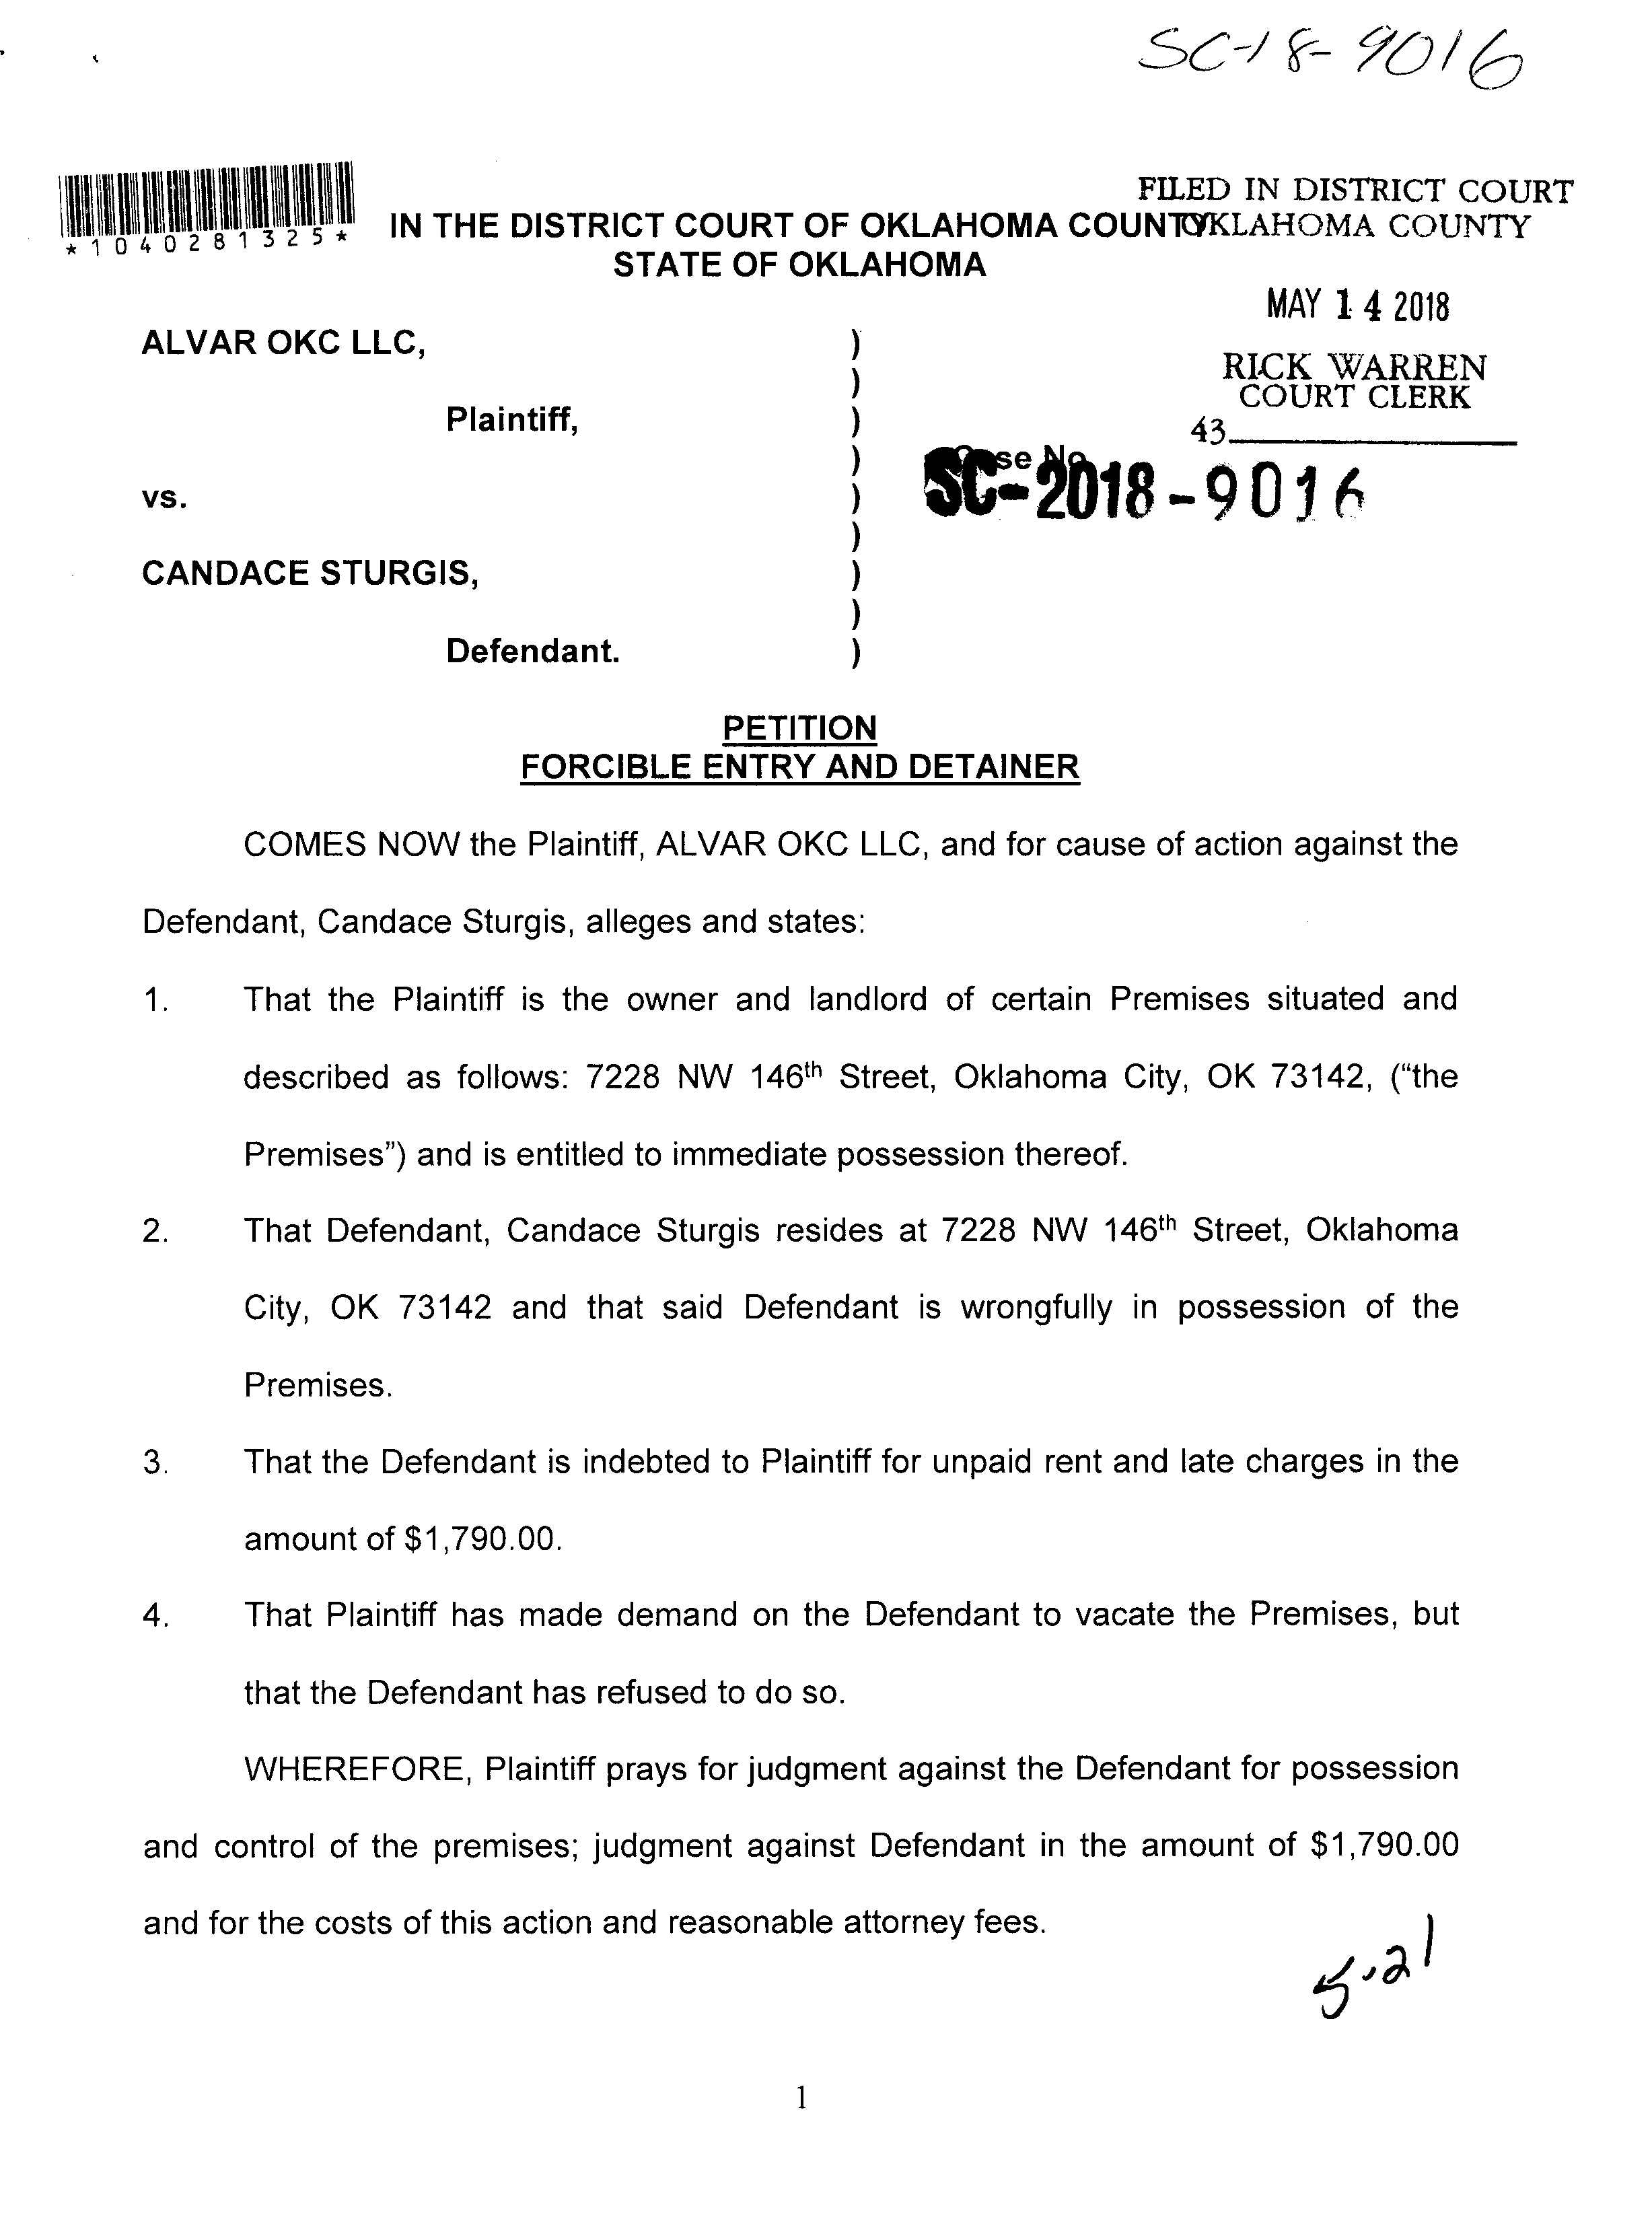 SC-18-9016
FILED IN DISTRICT COURT
OKLAHOMA COUNTY
*1040281325*
IN THE DISTRICT COURT OF OKLAHOMA COUNTY
STATE OF OKLAHOMA
MAY 14 2018
RICK WARREN
COURT CLERK
43
ALVAR OKC LLC, )
)
Plaintiff, )
)
vs. )
)
CANDACE STURGIS, )
)
Defendant. )
Case No.
SC-2018-9016
PETITION
FORCIBLE ENTRY AND DETAINER
COMES NOW the Plaintiff, ALVAR OKC LLC, and for cause of action against the
Defendant, Candace Sturgis, alleges and states:
1. That the Plaintiff is the owner and landlord of certain Premises situated and
described as follows: 7228 NW 146th Street, Oklahoma City, OK 73142, (“the
Premises”) and is entitled to immediate possession thereof.
2. That Defendant, Candace Sturgis resides at 7228 NW 146th Street, Oklahoma
City, OK 73142 and that said Defendant is wrongfully in possession of the
Premises.
3. That the Defendant is indebted to Plaintiff for unpaid rent and late charges in the
amount of $1,790.00.
4. That Plaintiff has made demand on the Defendant to vacate the Premises, but
that the Defendant has refused to do so.
WHEREFORE, Plaintiff prays for judgment against the Defendant for possession
and control of the premises; judgment against Defendant in the amount of $1,790.00
and for the costs of this action and reasonable attorney fees.
5.21
1